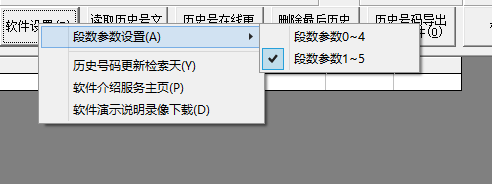 软件设置
读取历史号文
历史号在线更
删除最后历史
历史号码导出
(O)
段数参数设置(A)
段数参数0~4
段数参数1~5
历史号码更新检索天(Y)
软件介绍服务主页(P)
软件演示说明录像下载(D)